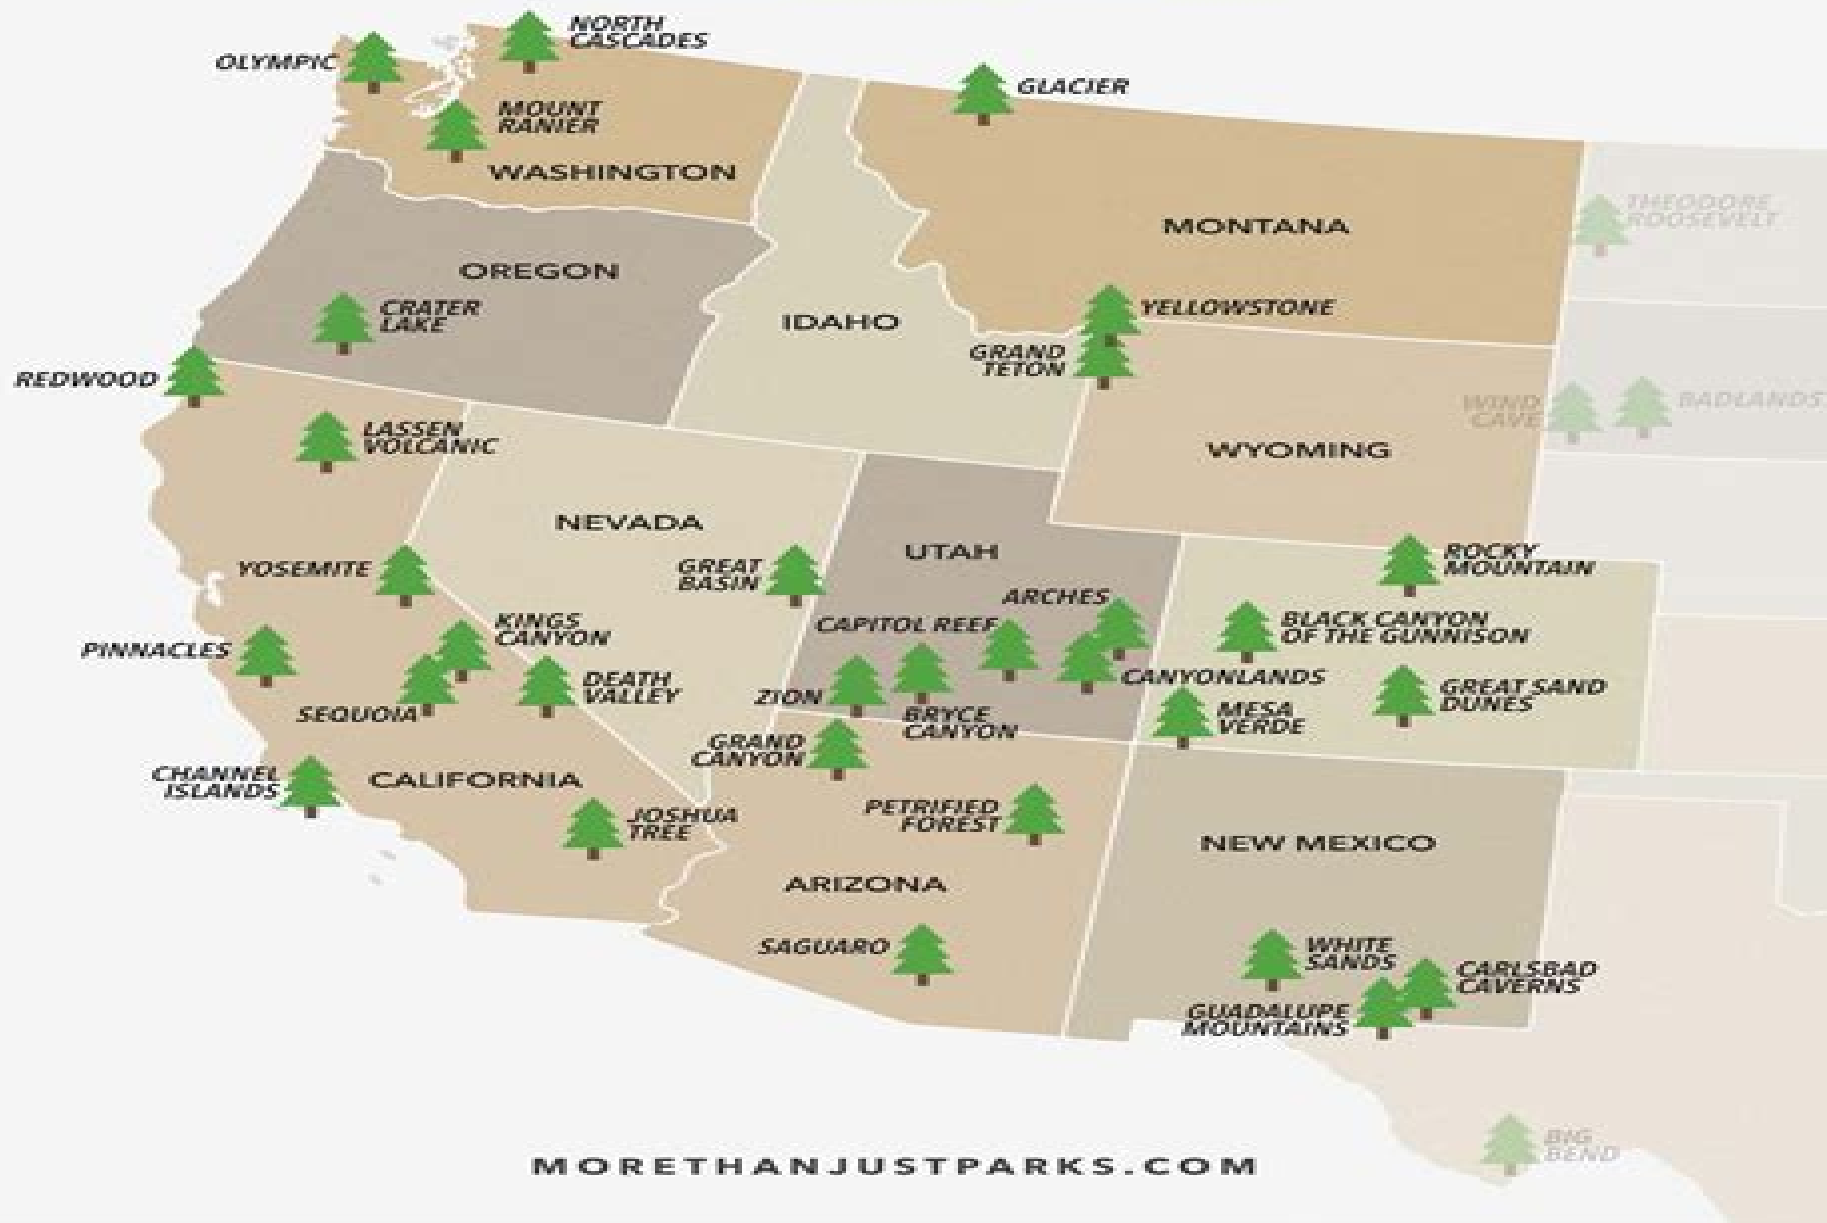 NORTH
CASCADES
OLYMPIC
MOUNT
RANIER
WASHINGTON
GLACIER
MONTANA
THEODORE
ROOSEVELT
OREGON
CRATER
LAKE
IDAHO
YELLOWSTONE
GRAND
TETON
REDWOOD
LASSEN
VOLCANIC
WIND
CAVE
BADLANDS
WYOMING
NEVADA
UTAH
YOSEMITE
GREAT
BASIN
ROCKY
MOUNTAIN
ARCHES
CAPITOL REEF
BLACK CANYON
OF THE GUNNISON
KINGS
CANYON
PINNACLES
DEATH
VALLEY
ZION
CANYONLANDS
GREAT SAND
DUNES
SEQUOIA
BRYCE
CANYON
MESA
VERDE
GRAND
CANYON
CHANNEL
ISLANDS
CALIFORNIA
JOSHUA
TREE
PETRIFIED
FOREST
NEW MEXICO
ARIZONA
SAGUARO
WHITE
SANDS
CARLSBAD
CAVERNS
GUADALUPE
MOUNTAINS
BIG
BEND
MORETHANJUSTPARKS.COM